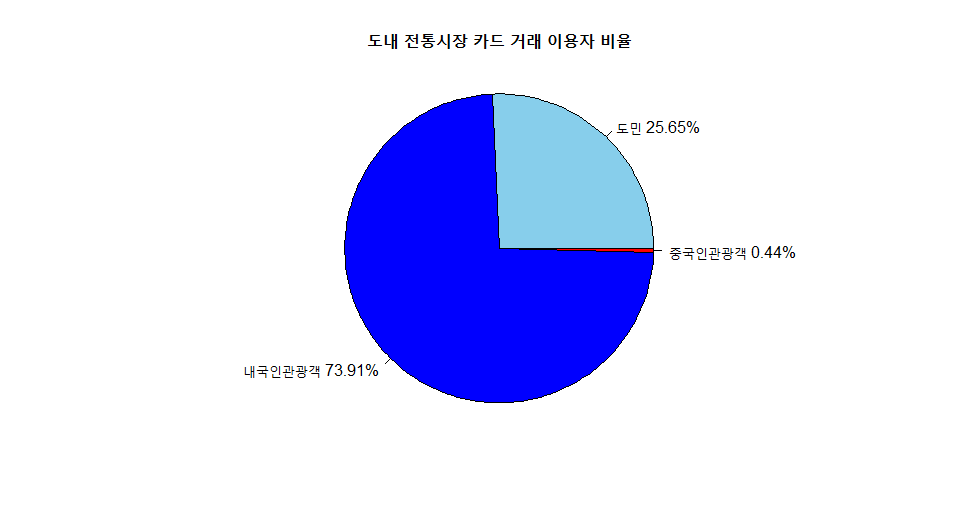 도내 전통시장 카드 거래 이용자 비율
도민 25.65%
중국인관광객 0.44%
내국인관광객 73.91%